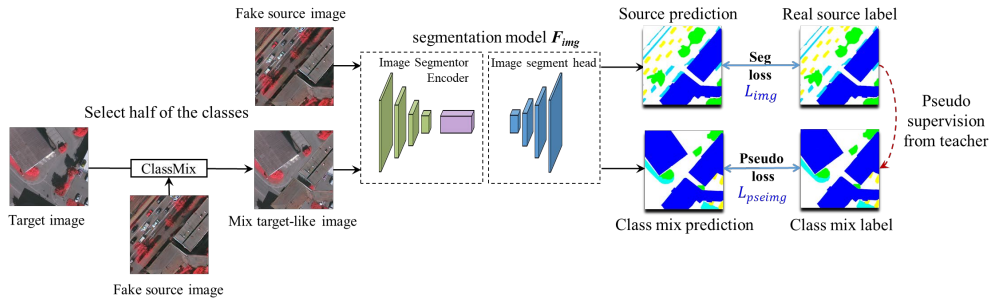 Fake source image
Source prediction
Real source label
segmentation model F_img
Image Segmentor
Encoder
Image segment head
Seg
loss
L_img
Select half of the classes
Pseudo
supervision
from teacher
ClassMix
Pseudo
loss
L_pseimg
Target image
Mix target-like image
Class mix prediction
Class mix label
Fake source image